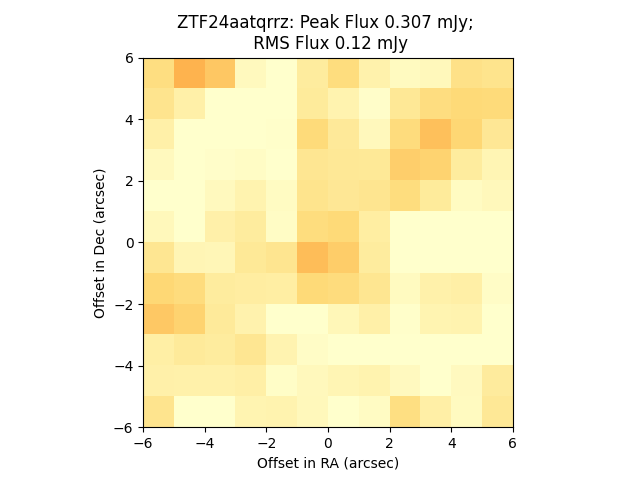 ZTF24aatqrrz: Peak Flux 0.307 mJy;
RMS Flux 0.12 mJy
6
4
2
0
−2
−4
−6
Offset in Dec (arcsec)
−6 −4 −2 0 2 4 6
Offset in RA (arcsec)